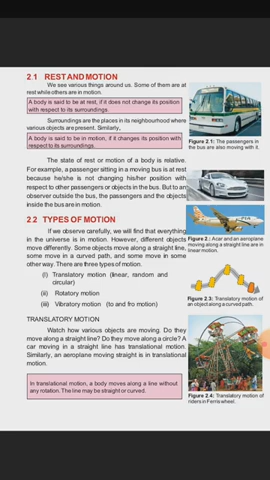 2.1 REST AND MOTION
We see various things around us. Some of them are at
rest while others are in motion.
A body is said to be at rest, if it does not change its position
with respect to its surroundings.
Surroundings are the places in its neighbourhood where
various objects are present. Similarly,
A body is said to be in motion, if it changes its position with
respect to its surroundings.
The state of rest or motion of a body is relative.
For example, a passenger sitting in a moving bus is at rest
because he/she is not changing his/her position with
respect to other passengers or objects in the bus. But to an
observer outside the bus, the passengers and the objects
inside the bus are in motion.
2.2 TYPES OF MOTION
If we observe carefully, we will find that everything
in the universe is in motion. However, different objects
move differently. Some objects move along a straight line,
some move in a curved path, and some move in some
other way. There are three types of motion.
(i) Translatory motion (linear, random and
circular)
(ii) Rotatory motion
(iii) Vibratory motion (to and fro motion)
TRANSLATORY MOTION
Watch how various objects are moving. Do they
move along a straight line? Do they move along a circle? A
car moving in a straight line has translational motion.
Similarly, an aeroplane moving straight is in translational
motion.
In translational motion, a body moves along a line without
any rotation. The line may be straight or curved.
Figure 2.1: The passengers in
the bus are also moving with it.
PIA
Figure 2.: A car and an aeroplane
moving along a straight line are in
linear motion.
Figure 2.3: Translatory motion of
an object along a curved path.
Figure 2.4: Translatory motion of
riders in Ferris wheel.